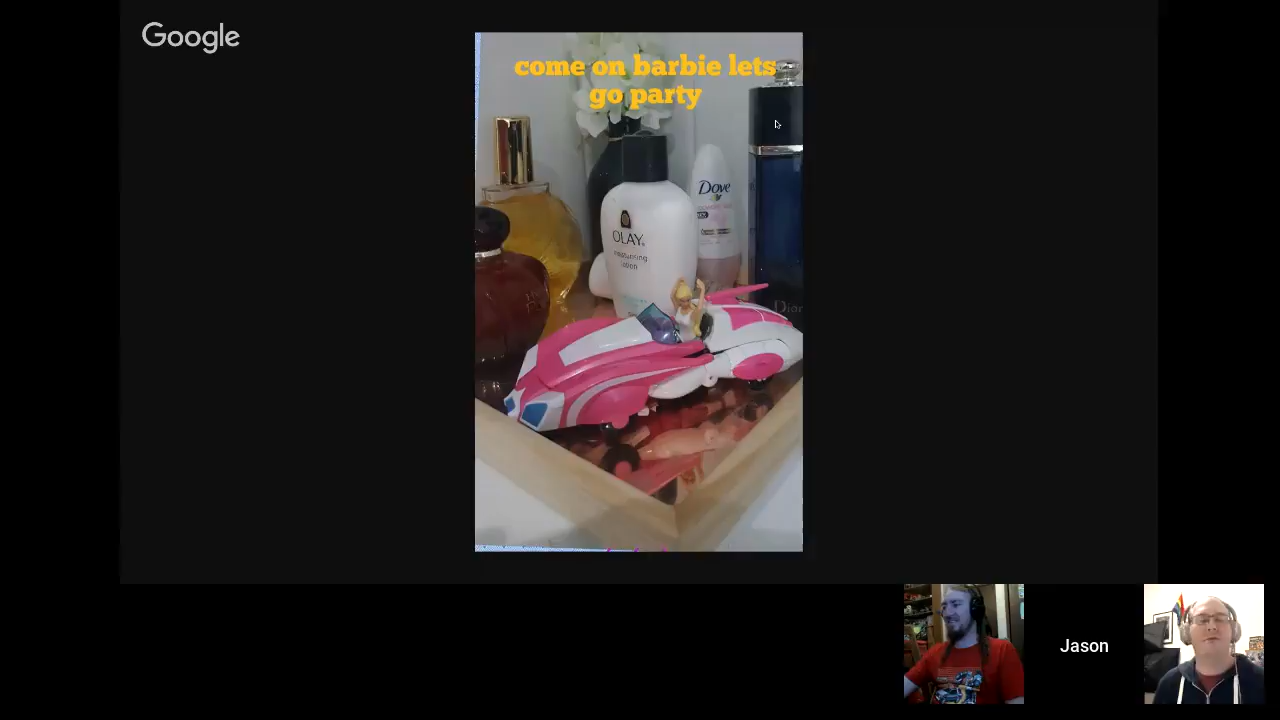 Google
come on barbie lets
go party
Dove
OLAY
moisturizing
lotion
Dior
Jason